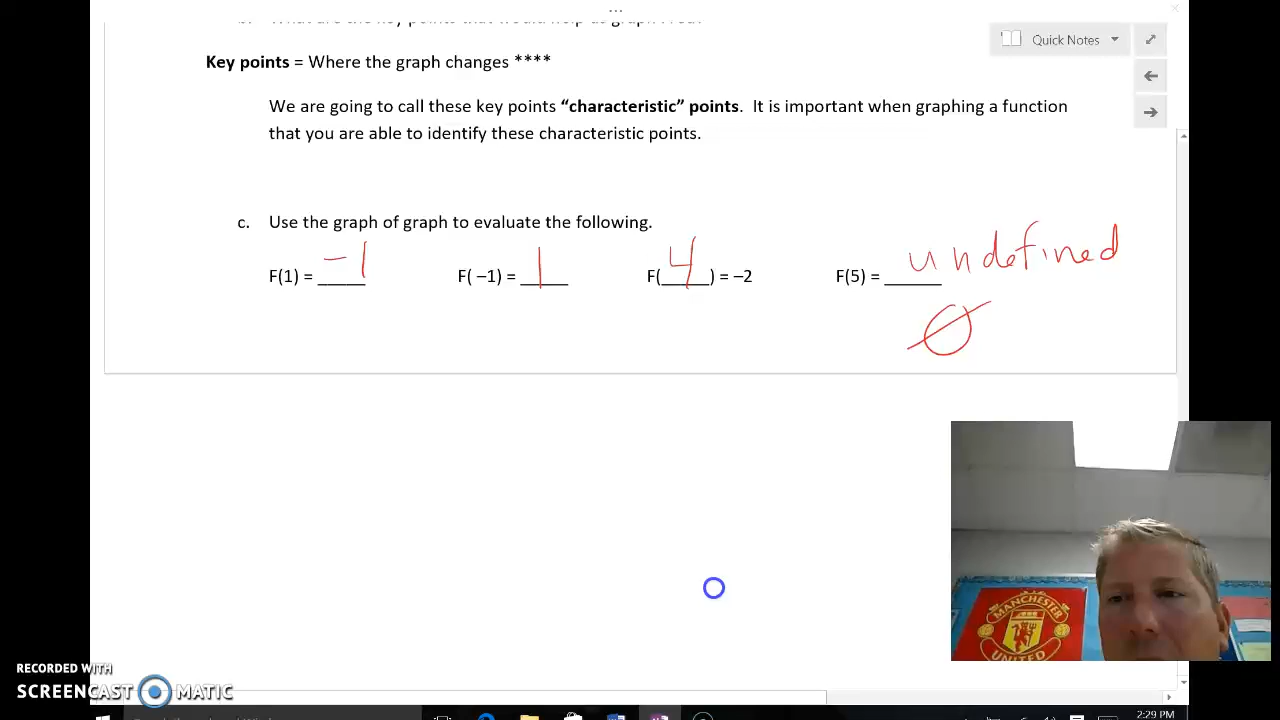 Quick Notes
Key points = Where the graph changes ****
We are going to call these key points “characteristic” points. It is important when graphing a function
that you are able to identify these characteristic points.
c. Use the graph of graph to evaluate the following.
F(1) = -1 F( –1) = 1 F( 4 ) = –2 F(5) = undefined
∅
MANCHESTER
UNITED
RECORDED WITH
SCREENCAST MATIC
2:29 PM